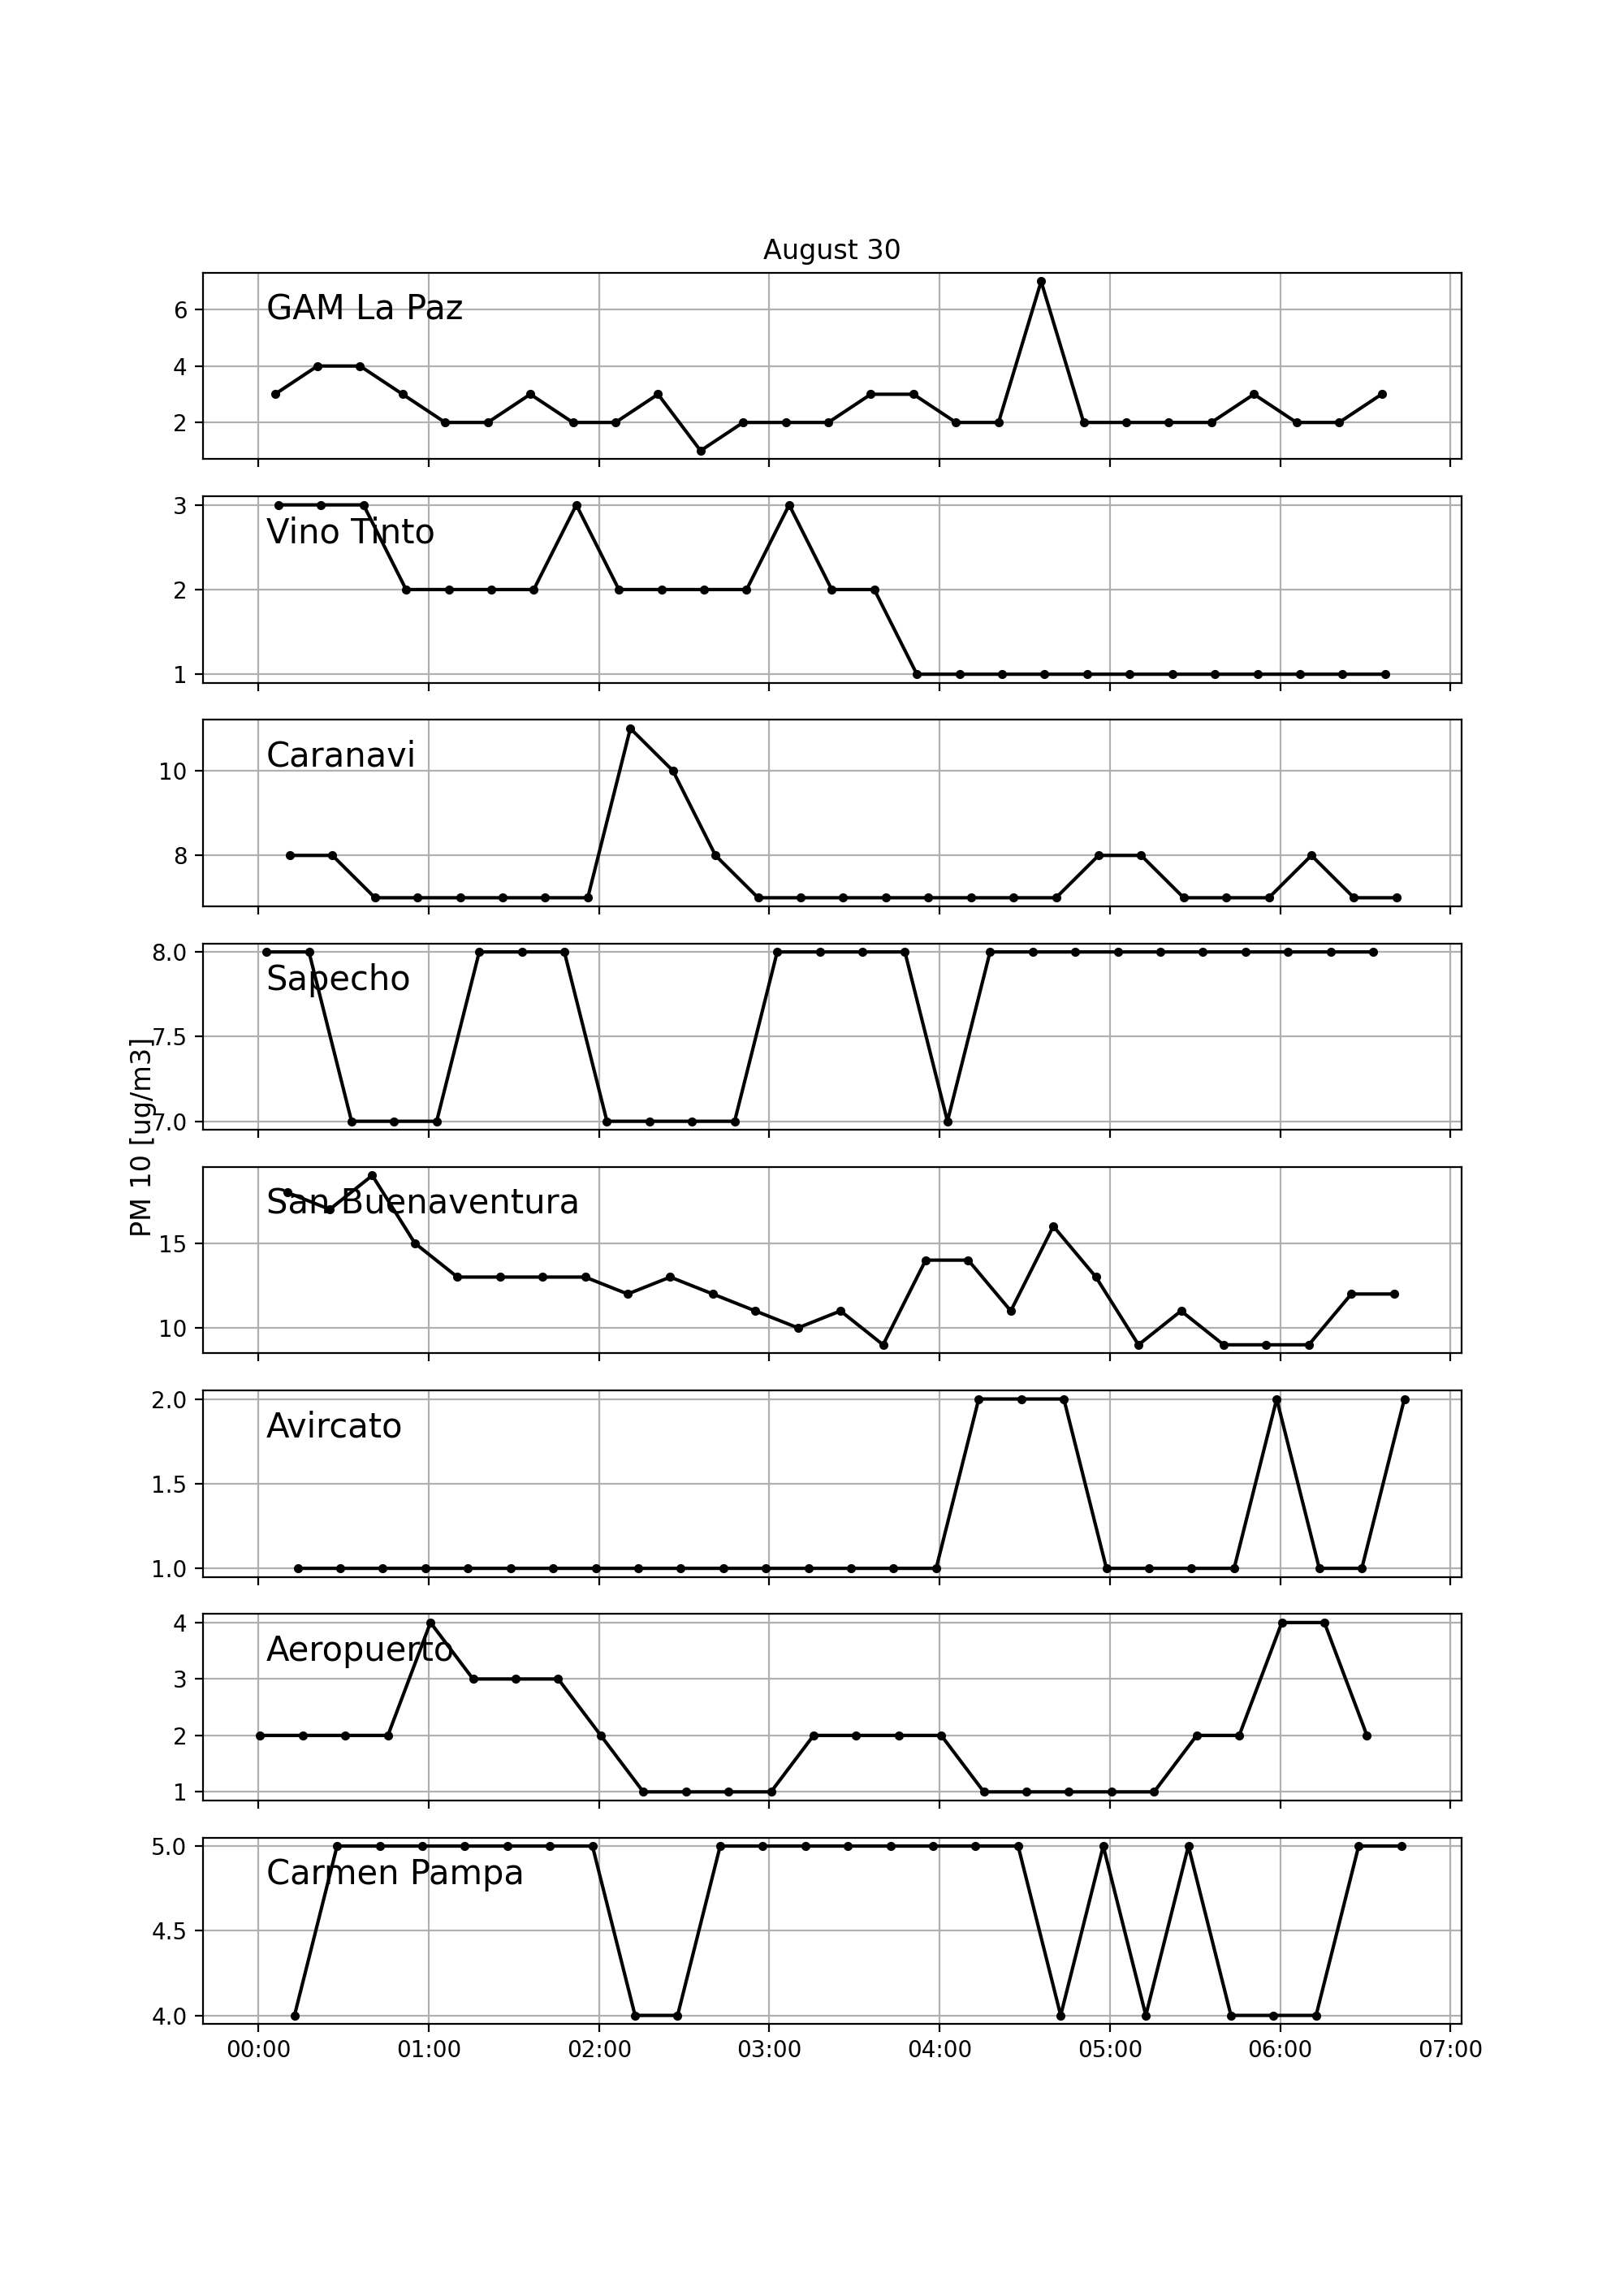 August 30
GAM La Paz
6
4
2
Vino Tinto
3
2
1
Caranavi
10
8
Sapecho
8.0
7.5
7.0
PM 10 [ug/m3]
San Buenaventura
15
10
Avircato
2.0
1.5
1.0
Aeropuerto
4
3
2
1
Carmen Pampa
5.0
4.5
4.0
00:00 01:00 02:00 03:00 04:00 05:00 06:00 07:00